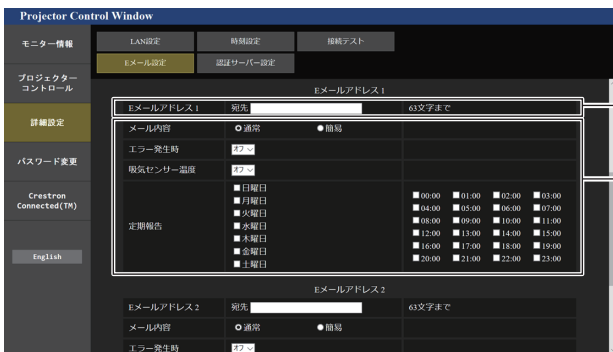 Projector Control Window
モニター情報
プロジェクター
コントロール
詳細設定
パスワード変更
Crestron
Connected(TM)
English
LAN設定 時刻設定 接続テスト
Eメール設定 認証サーバー設定
Eメールアドレス 1
Eメールアドレス 1 宛先 63文字まで
メール内容 通常 簡易
エラー発生時 オフ
吸気センサー温度 オフ
定期報告
日曜日
月曜日
火曜日
水曜日
木曜日
金曜日
土曜日
00:00 01:00 02:00 03:00
04:00 05:00 06:00 07:00
08:00 09:00 10:00 11:00
12:00 13:00 14:00 15:00
16:00 17:00 18:00 19:00
20:00 21:00 22:00 23:00
Eメールアドレス 2
Eメールアドレス 2 宛先 63文字まで
メール内容 通常 簡易
エラー発生時 オフ